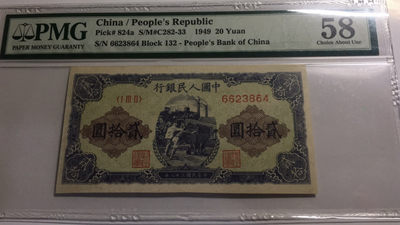 PMG
PAPER MONEY GUARANTY
China / People's Republic
Pick# 824a S/M#C282-33 1949 20 Yuan
S/N 6623864 Block 132 - People's Bank of China
58
Choice About Unc
行銀民人國中
6623864
圓拾貳
圓拾貳